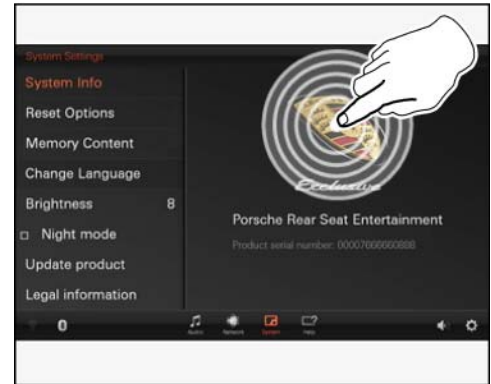 System Settings
System Info
Reset Options
Memory Content
Change Language
Brightness 8
Night mode
Update product
Legal information
Exclusive
Porsche Rear Seat Entertainment
Product serial number:
Audio
Network
System
Help